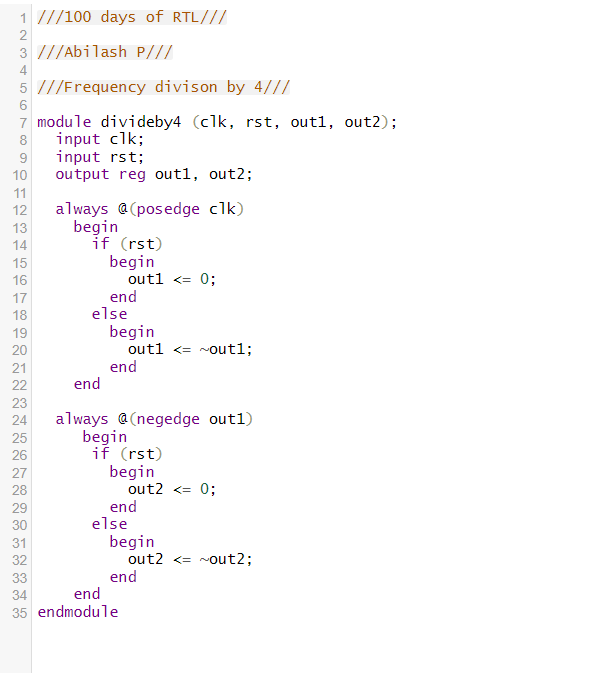 1 ///100 days of RTL///
2
3 ///Abilash P///
4
5 ///Frequency divison by 4///
6
7 module divideby4 (clk, rst, out1, out2);
8 input clk;
9 input rst;
10 output reg out1, out2;
11
12 always @(posedge clk)
13 begin
14 if (rst)
15 begin
16 out1 <= 0;
17 end
18 else
19 begin
20 out1 <= ~out1;
21 end
22 end
23
24 always @(negedge out1)
25 begin
26 if (rst)
27 begin
28 out2 <= 0;
29 end
30 else
31 begin
32 out2 <= ~out2;
33 end
34 end
35 endmodule